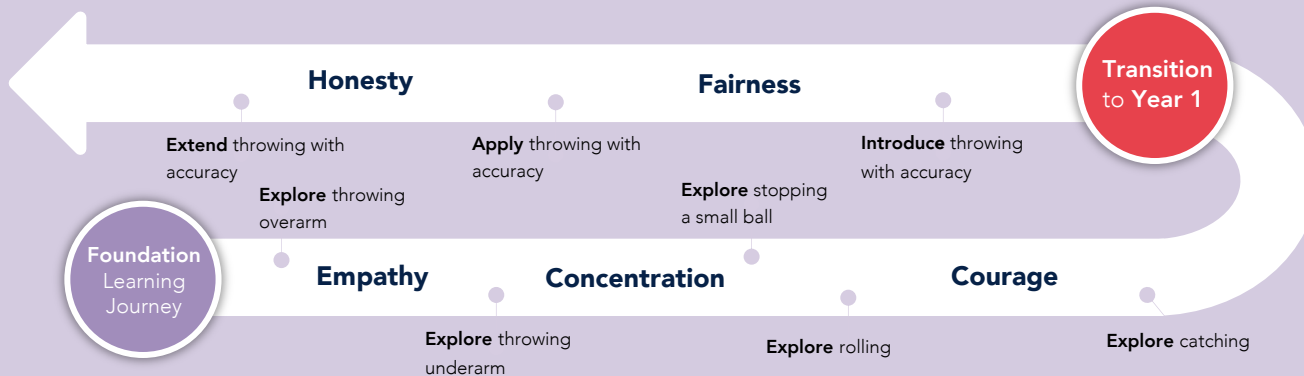 Honesty
Fairness
Transition
to Year 1
Extend throwing with
accuracy
Apply throwing with
accuracy
Introduce throwing
with accuracy
Explore throwing
overarm
Explore stopping
a small ball
Foundation
Learning
Journey
Empathy
Concentration
Courage
Explore throwing
underarm
Explore rolling
Explore catching